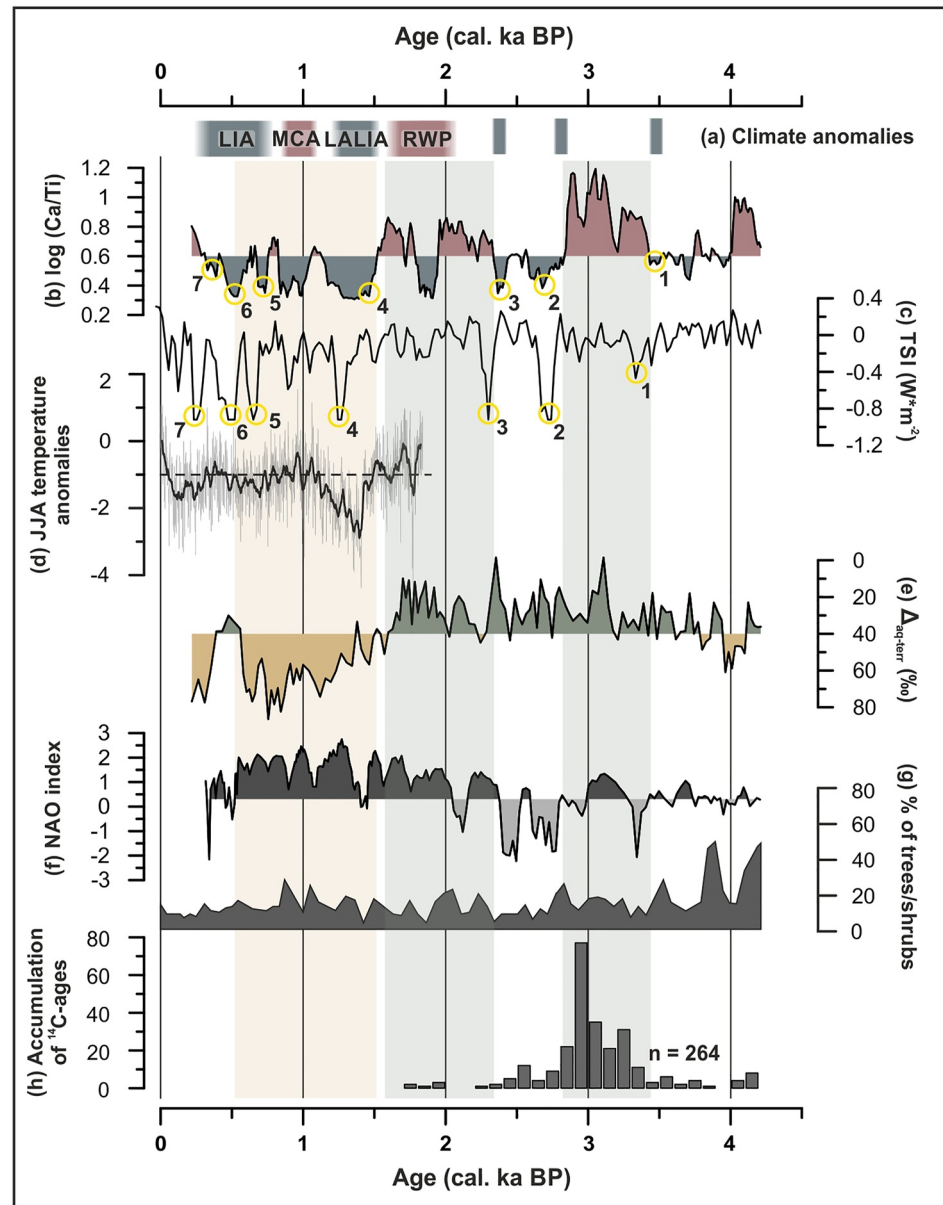 Age (cal. ka BP)
0 1 2 3 4
LIA MCA LALIA RWP (a) Climate anomalies
(b) log (Ca/Ti)
1.2
1
0.8
0.6
0.4
0.2
7 6 5 4 3 2 1
(c) TSI (W*m-2)
0.4
0
-0.4
-0.8
-1.2
7 6 5 4 3 2 1
(d) JJA temperature
anomalies
2
0
-2
-4
(e) Δaq-terr (‰)
0
20
40
60
80
(f) NAO index
3
2
1
0
-1
-2
-3
(g) % of trees/shrubs
80
60
40
20
0
(h) Accumulation
of 14C-ages
80
60
40
20
0
n = 264
0 1 2 3 4
Age (cal. ka BP)